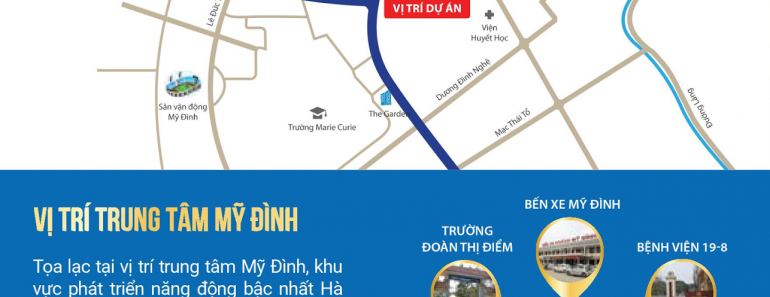 VỊ TRÍ DỰ ÁN
Lê Đức T
Viện
Huyết Học
Dương Đình Nghệ
Sân vận động
Mỹ Đình
The Garden
Trường Marie Curie
Mạc Thái Tổ
Đường Láng
VỊ TRÍ TRUNG TÂM MỸ ĐÌNH
Tọa lạc tại vị trí trung tâm Mỹ Đình, khu
vực phát triển năng động bậc nhất Hà
TRƯỜNG
ĐOÀN THỊ ĐIỂM
BẾN XE MỸ ĐÌNH
BỆNH VIỆN 19-8